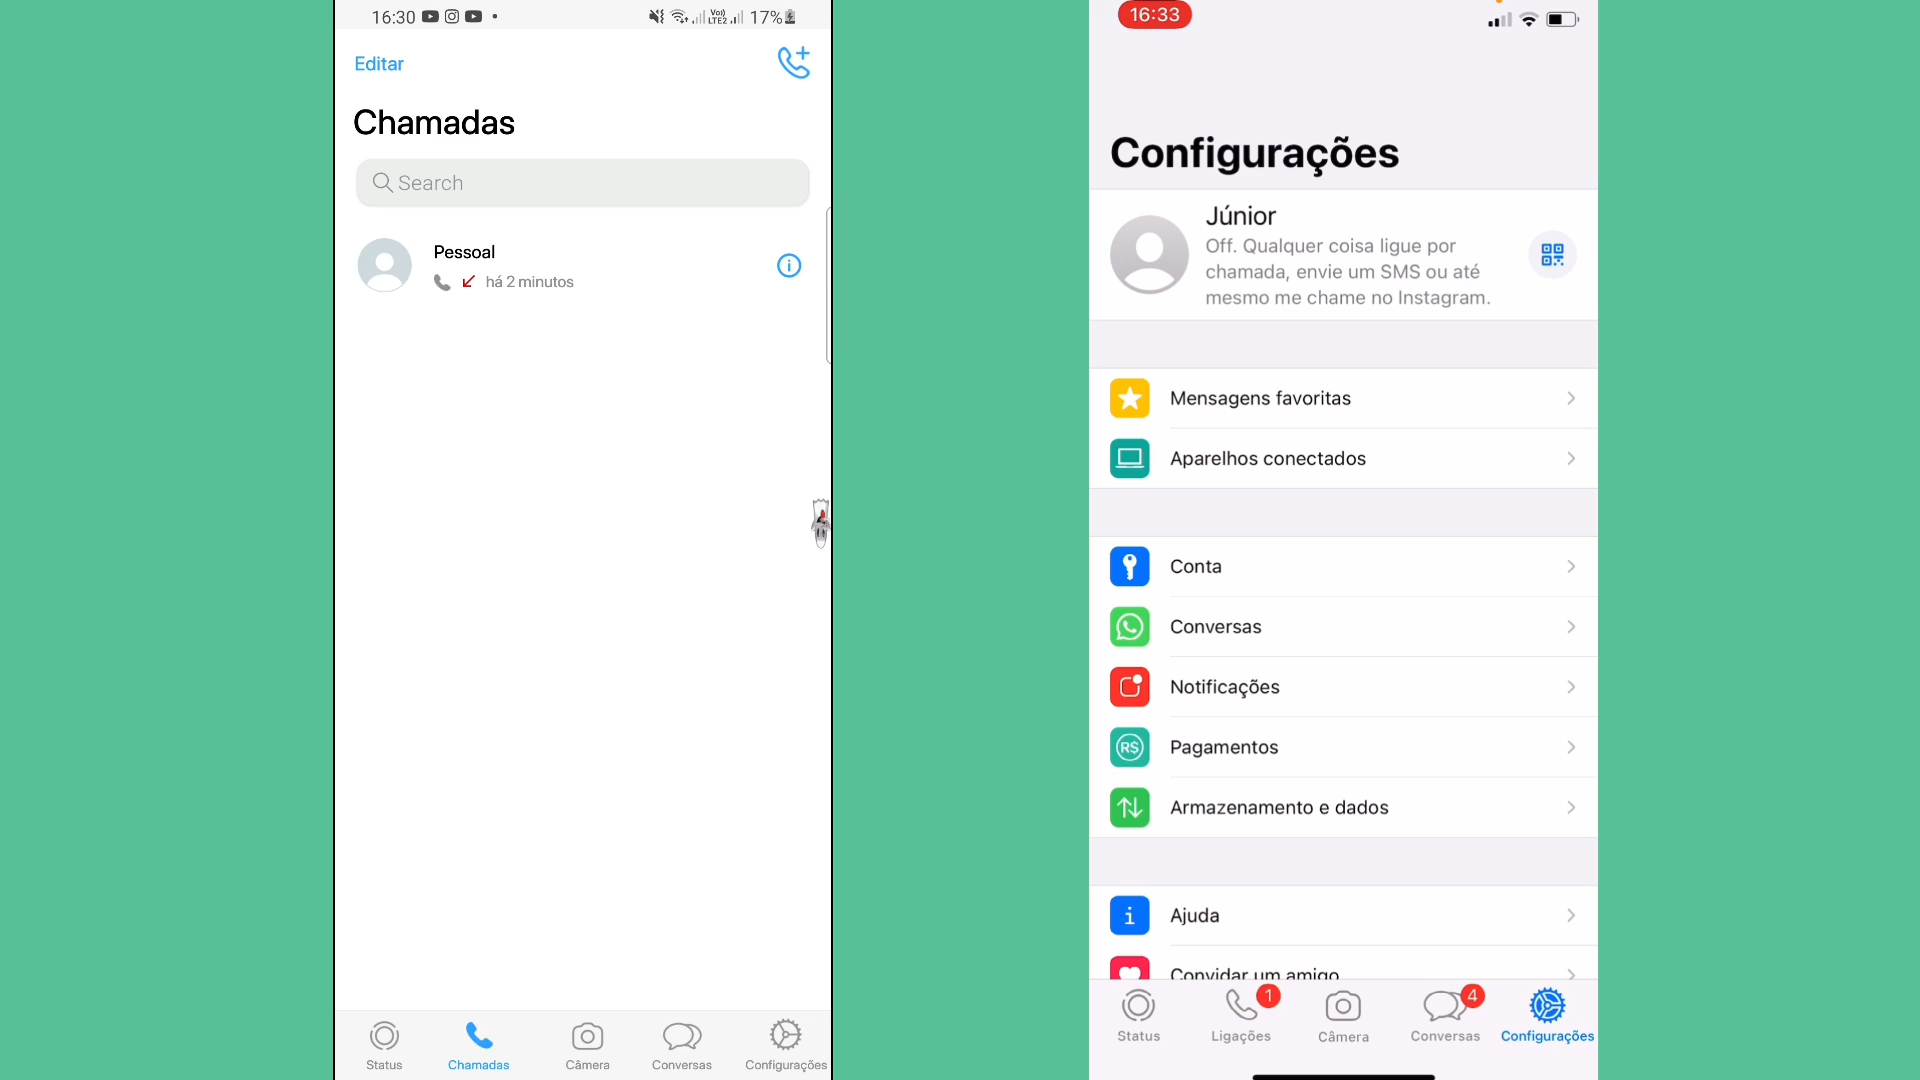 16:30
Vo))
LTE2
17%
Editar
Chamadas
Search
Pessoal
há 2 minutos
Status
Chamadas
Câmera
Conversas
Configurações
16:33
Configurações
Júnior
Off. Qualquer coisa ligue por
chamada, envie um SMS ou até
mesmo me chame no Instagram.
Mensagens favoritas
Aparelhos conectados
Conta
Conversas
Notificações
R$
Pagamentos
Armazenamento e dados
Ajuda
Convidar um amigo
1
4
Status
Ligações
Câmera
Conversas
Configurações